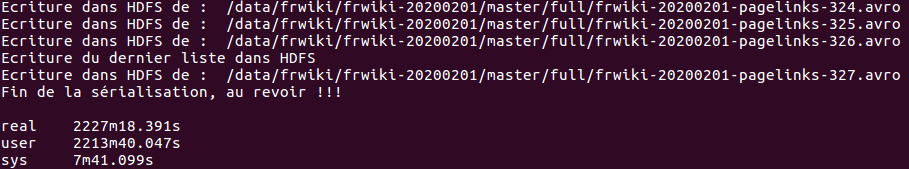 Ecriture dans HDFS de :  /data/frwiki/frwiki-20200201/master/full/frwiki-20200201-pagelinks-324.avro
Ecriture dans HDFS de :  /data/frwiki/frwiki-20200201/master/full/frwiki-20200201-pagelinks-325.avro
Ecriture dans HDFS de :  /data/frwiki/frwiki-20200201/master/full/frwiki-20200201-pagelinks-326.avro
Ecriture du dernier liste dans HDFS
Ecriture dans HDFS de :  /data/frwiki/frwiki-20200201/master/full/frwiki-20200201-pagelinks-327.avro
Fin de la sérialisation, au revoir !!!

real    2227m18.391s
user    2213m40.047s
sys     7m41.099s